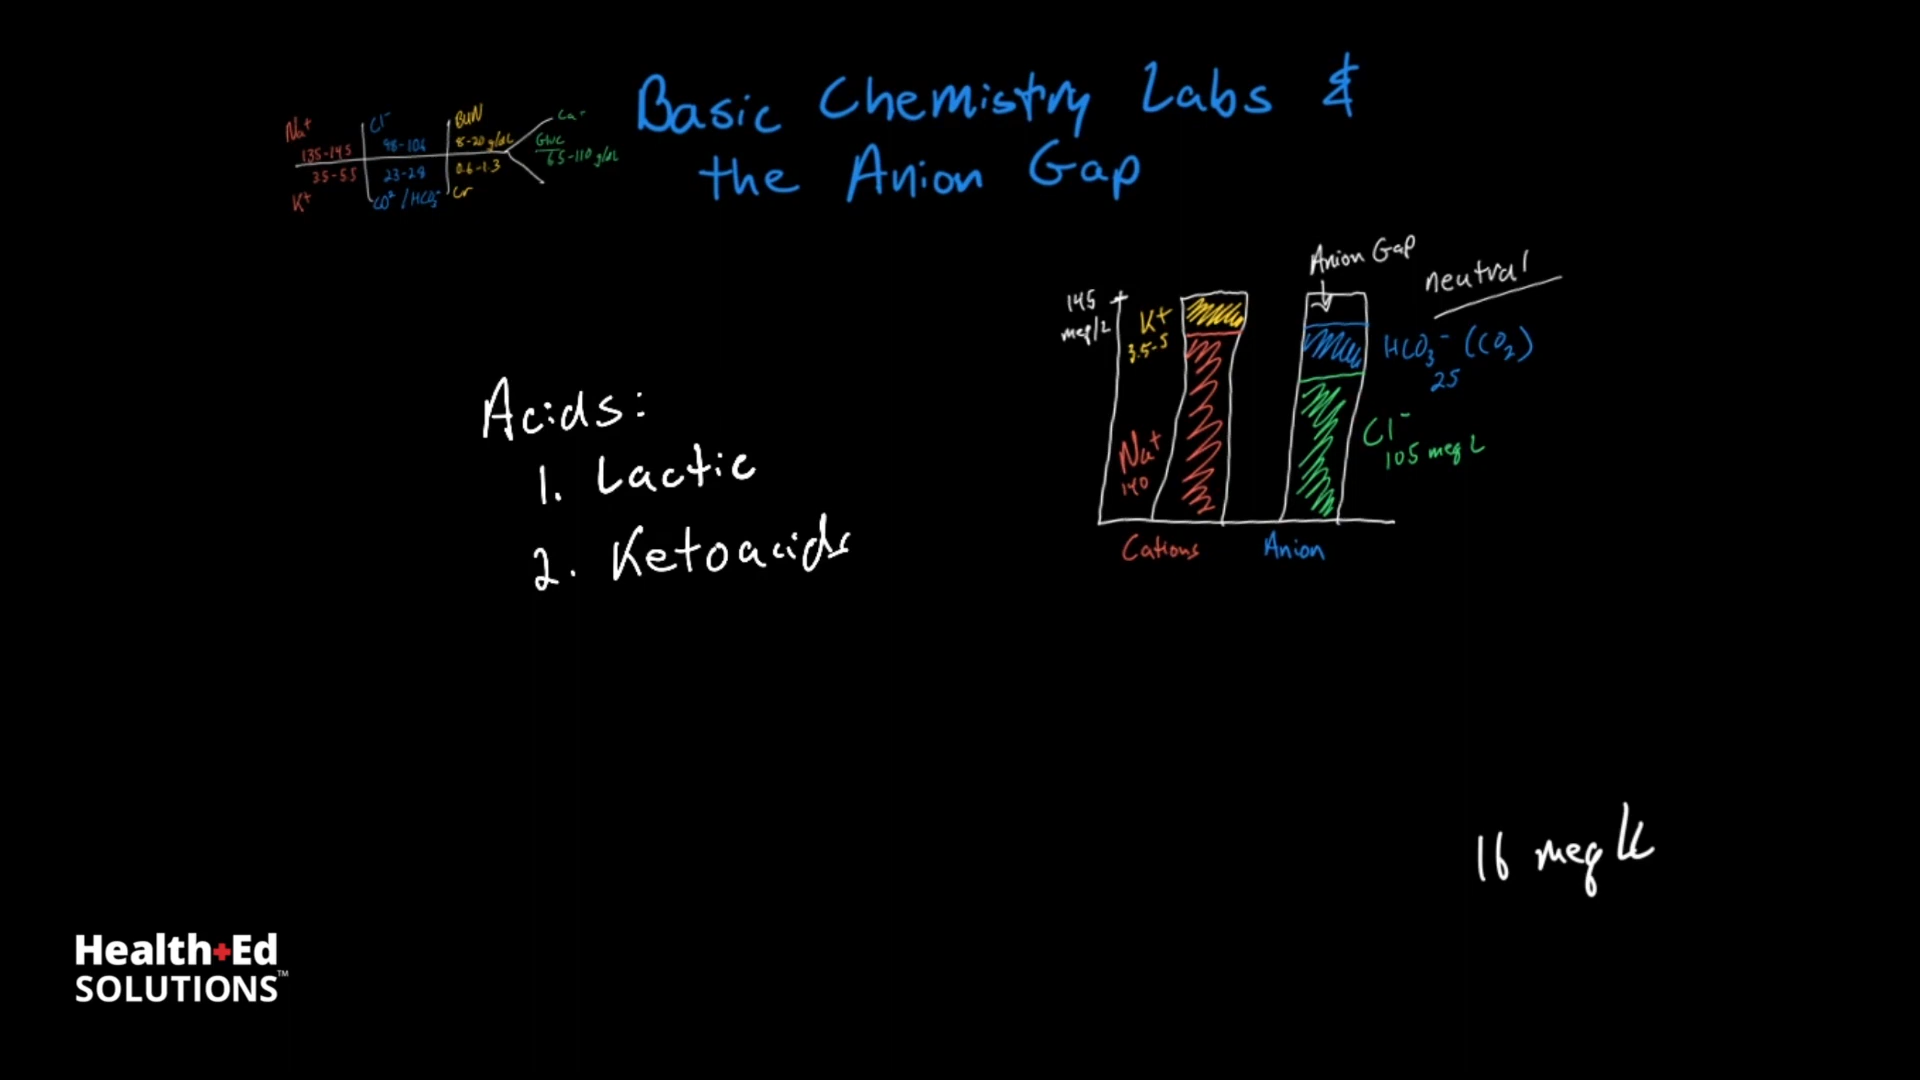 Basic Chemistry Labs &
the Anion Gap
Na+
135-145
3.5-5.5
K+
Cl-
98-106
23-29
CO2 / HCO3-
BUN
8-20 g/dL
0.6-1.3
Cr
Ca-
Gluc
65-110 g/dL
Acids:
1. Lactic
2. Ketoacids
Anion Gap
neutral
145
meq/L
K+
3.5-5
Na+
140
HCO3- (CO2)
25
Cl-
105 meq L
Cations
Anion
16 meq
Health+Ed
SOLUTIONS™